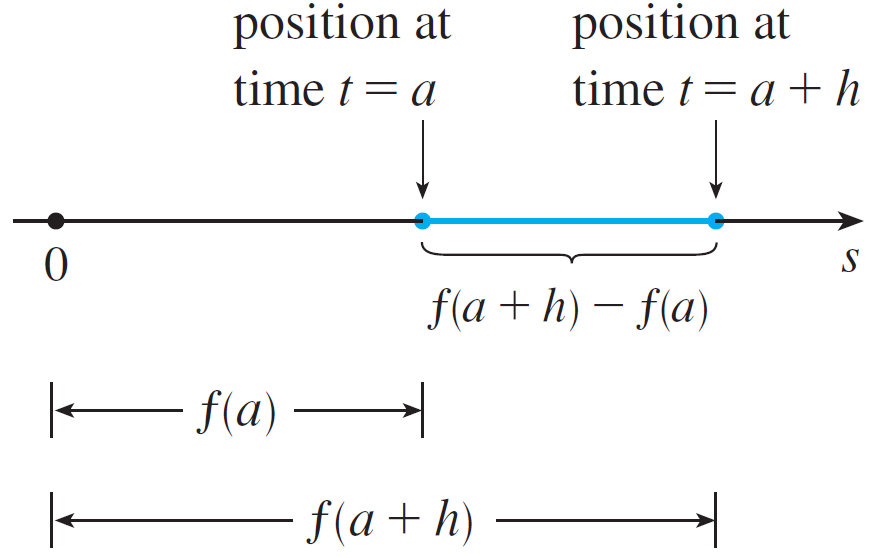 position at
time t = a
position at
time t = a + h
0
s
f(a + h) − f(a)
f(a)
f(a + h)